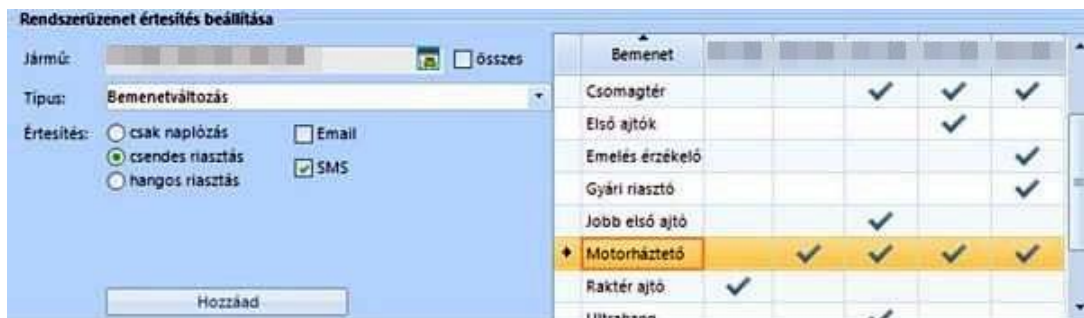 Rendszerüzenet értesítés beállítása
Jármű:
összes
Típus:
Bemenetváltozás
Értesítés:
csak naplózás
Email
csendes riasztás
SMS
hangos riasztás
Hozzáad
Bemenet
Csomagtér
Első ajtók
Emelés érzékelő
Gyári riasztó
Jobb első ajtó
Motorháztető
Raktér ajtó